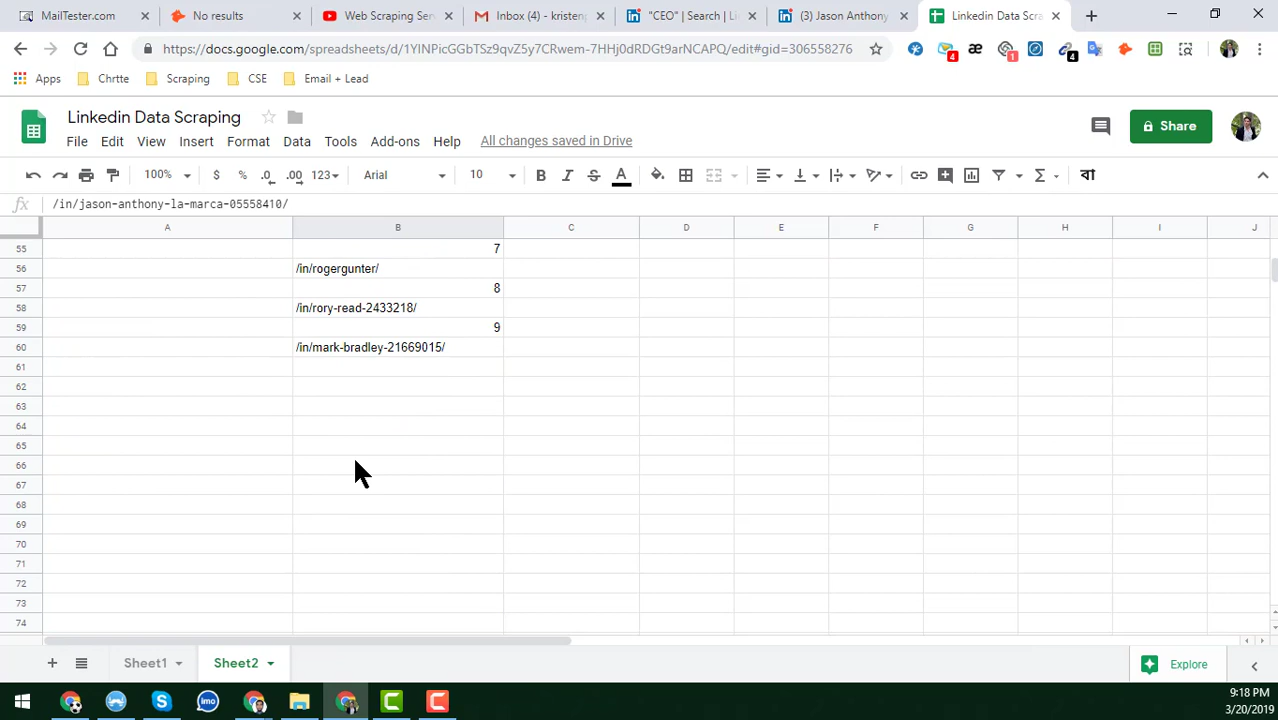 MailTester.com
No results
Web Scraping Ser
Inbox (4) - kristen
"CEO" | Search | Li
(3) Jason Anthony
Linkedin Data Scra
https://docs.google.com/spreadsheets/d/1YlNPicGGbTSz9qvZ5y7CRwem-7HHj0dRDGt9arNCAPQ/edit#gid=306558276
4
1
4
Apps
Chrtte
Scraping
CSE
Email + Lead
Linkedin Data Scraping
File Edit View Insert Format Data Tools Add-ons Help All changes saved in Drive
Share
100% $ % .0 .00 123 Arial 10 B I S A বা
fx /in/jason-anthony-la-marca-05558410/
A B C D E F G H I J
55 7
56 /in/rogergunter/
57 8
58 /in/rory-read-2433218/
59 9
60 /in/mark-bradley-21669015/
61
62
63
64
65
66
67
68
69
70
71
72
73
74
Sheet1 Sheet2
Explore
imo
9:18 PM
3/20/2019